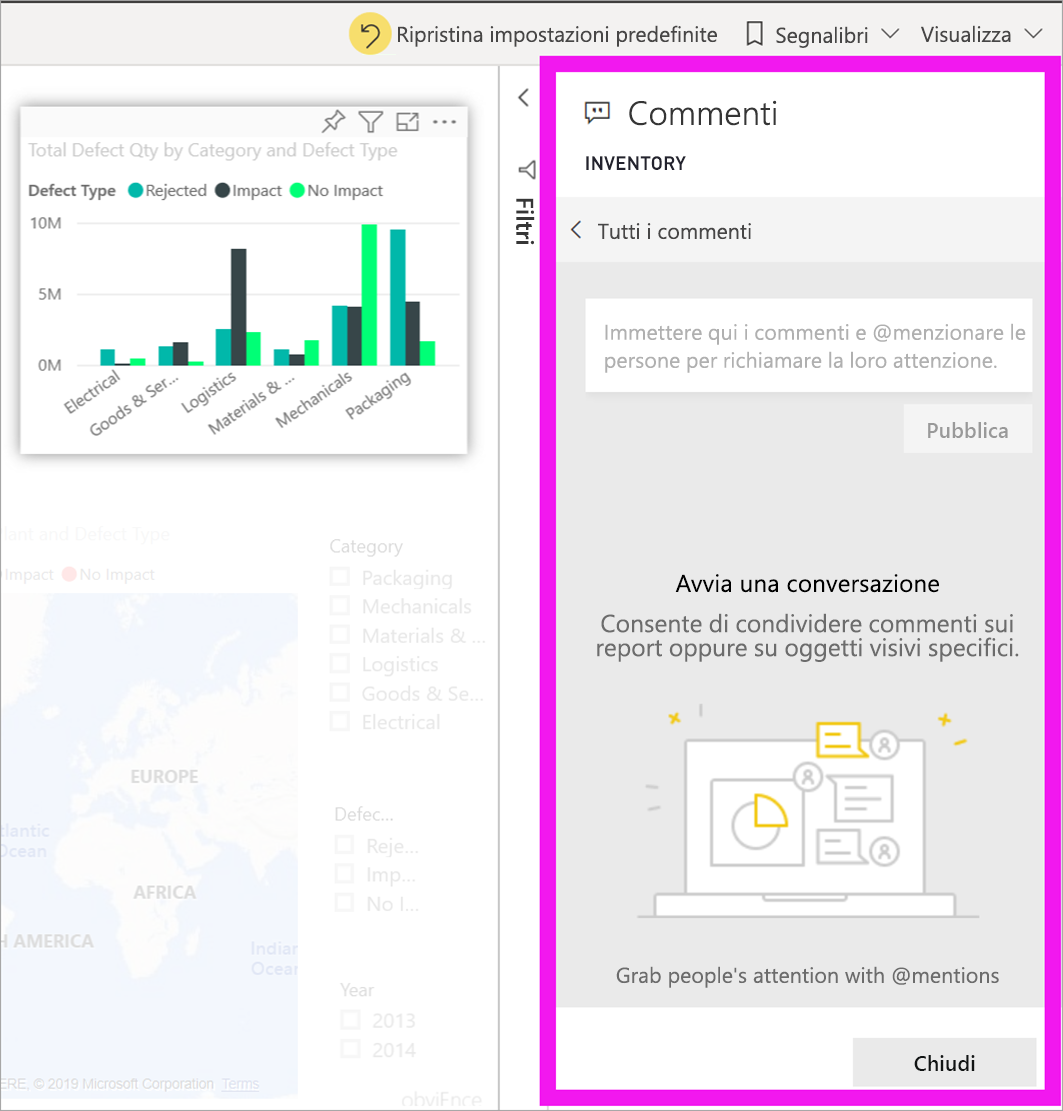 Ripristina impostazioni predefinite
Segnalibri
Visualizza
Total Defect Qty by Category and Defect Type
Defect Type Rejected Impact No Impact
10M
5M
0M
Electrical
Goods & Ser...
Logistics
Materials & ...
Mechanicals
Packaging
Filtri
Plant and Defect Type
Impact No Impact
EUROPE
AFRICA
tlantic
Ocean
H AMERICA
Indian
Ocean
ERE, © 2019 Microsoft Corporation Terms
Category
Packaging
Mechanicals
Materials & ...
Logistics
Goods & Se...
Electrical
Defec...
Reje...
Imp...
No I...
Year
2013
2014
obviEnce
Commenti
INVENTORY
Tutti i commenti
Immettere qui i commenti e @menzionare le
persone per richiamare la loro attenzione.
Pubblica
Avvia una conversazione
Consente di condividere commenti sui
report oppure su oggetti visivi specifici.
Grab people's attention with @mentions
Chiudi